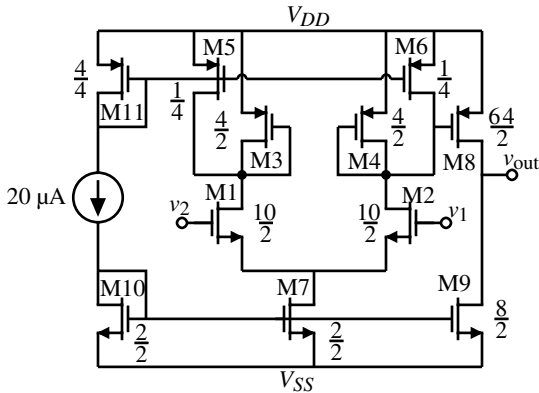 V_DD
M5
M6
4/4
M11
1/4
1/4
4/2
M3
4/2
M4
64/2
M8
v_out
20 μA
v_2
M1
10/2
10/2
M2
v_1
M10
2/2
M7
2/2
M9
8/2
V_SS